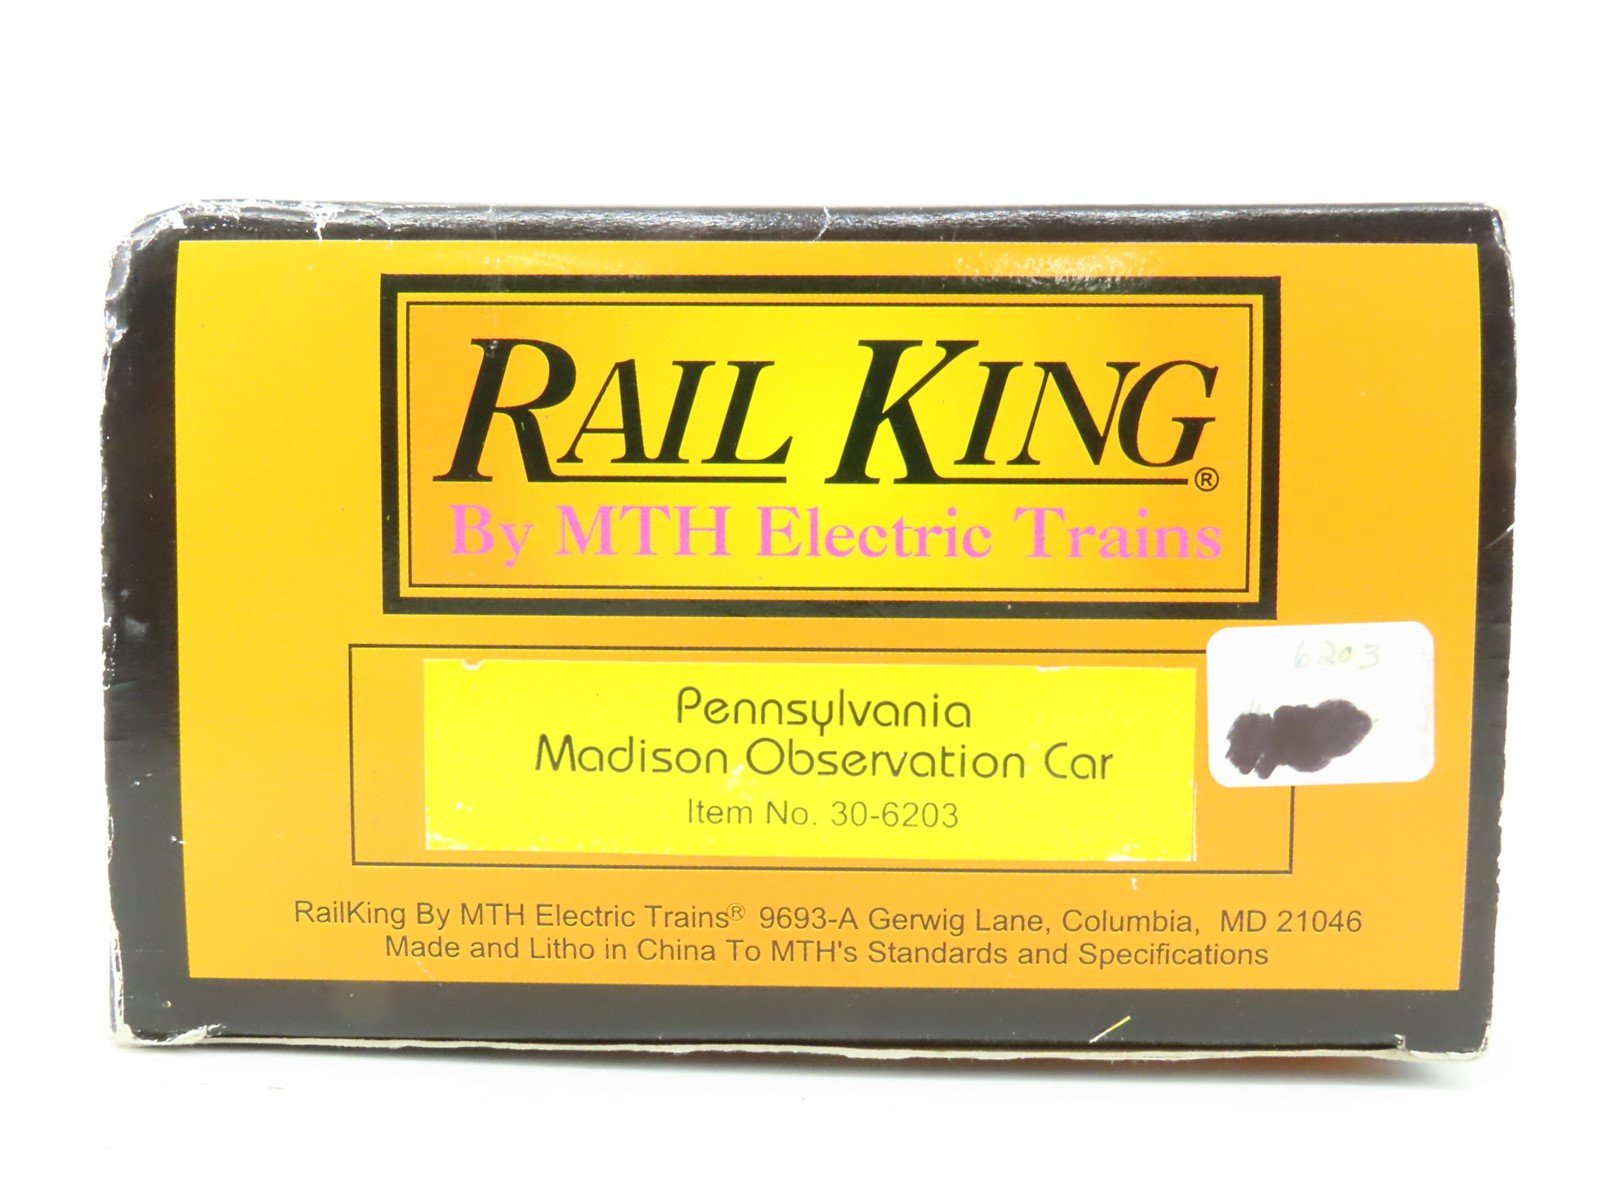 RAIL KING®
By MTH Electric Trains
6203
Pennsylvania
Madison Observation Car
Item No. 30-6203
RailKing By MTH Electric Trains® 9693-A Gerwig Lane, Columbia, MD 21046
Made and Litho in China To MTH's Standards and Specifications